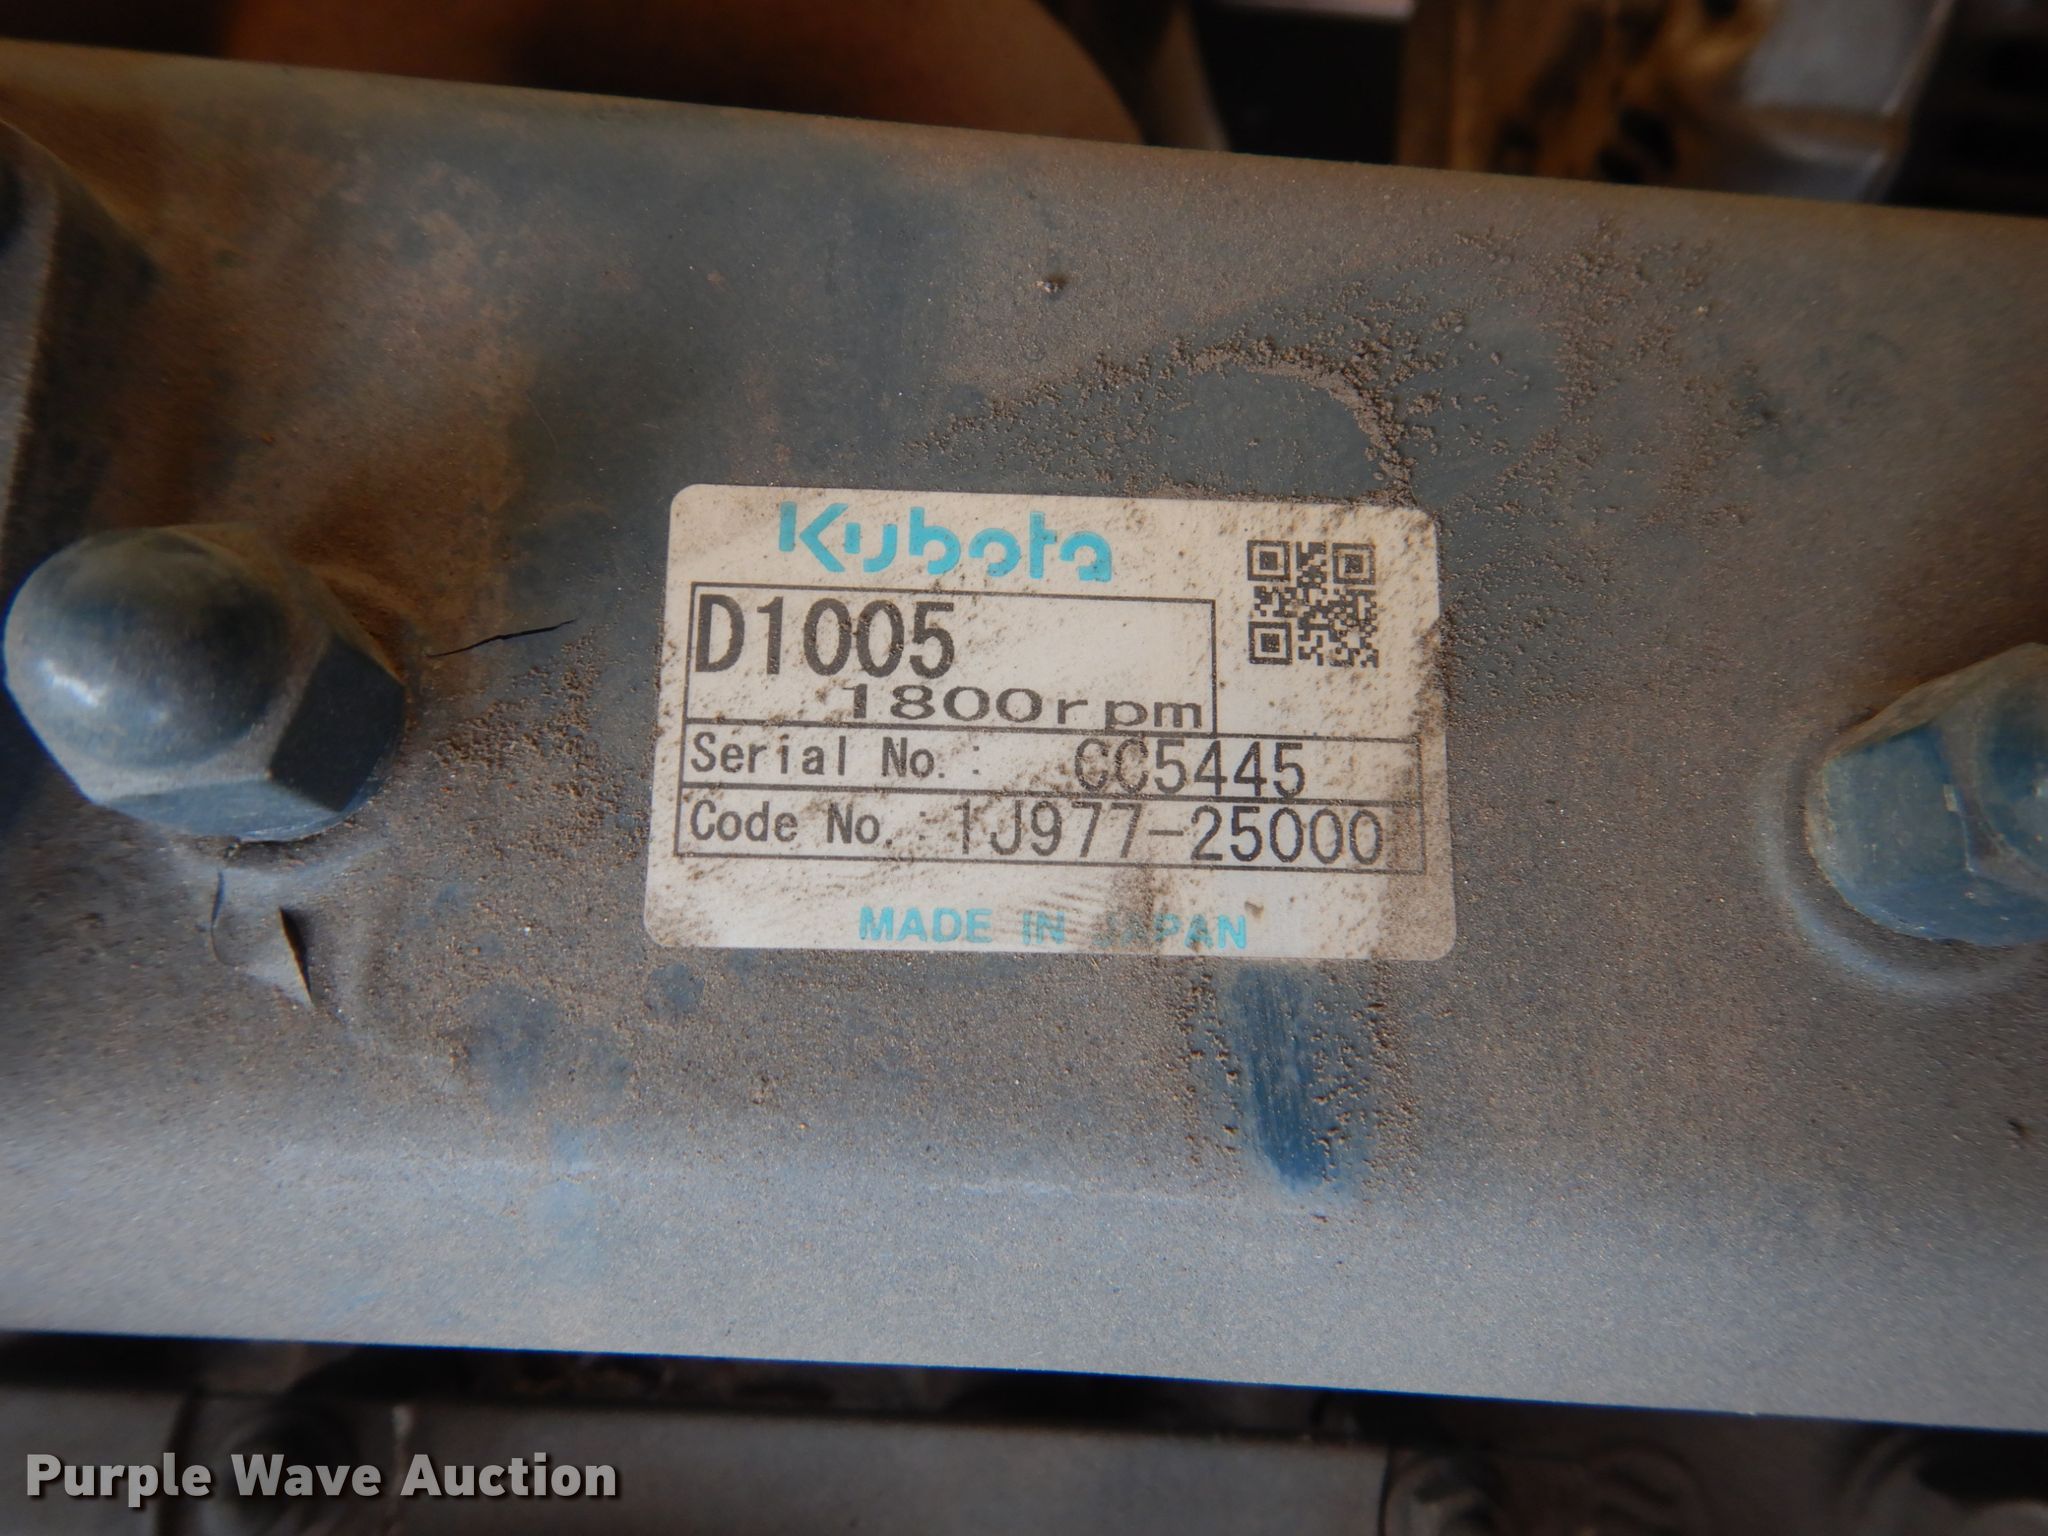 Kubota
D1005
1800rpm
Serial No.: CC5445
Code No.: 1J977-25000
MADE IN JAPAN
Purple Wave Auction